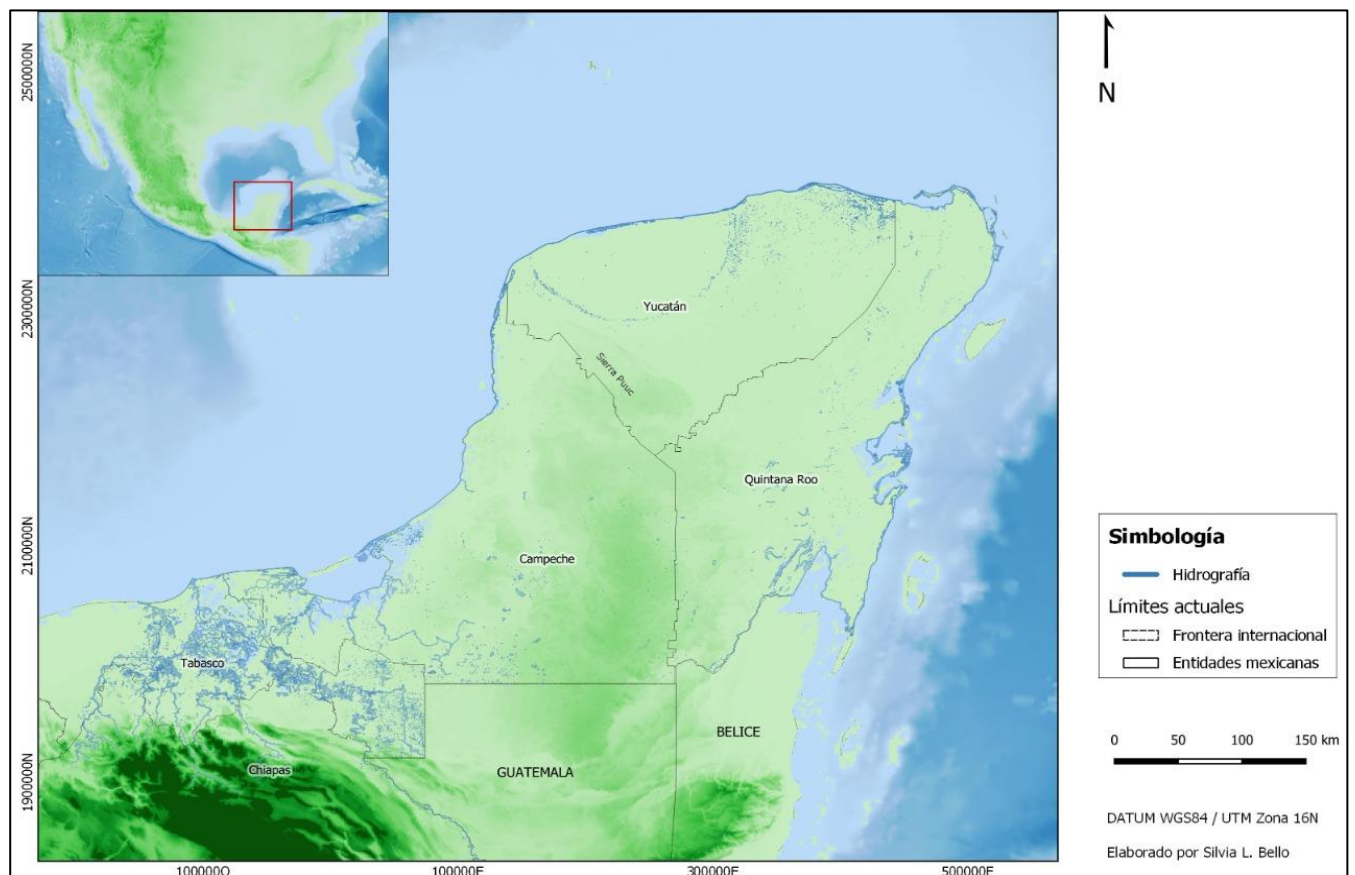 N
2500000N
2300000N
2100000N
1900000N
Yucatán
Sierra Puuc
Quintana Roo
Campeche
Tabasco
Chiapas
GUATEMALA
BELICE
100000O
100000E
300000E
500000E
Simbología
Hidrografía
Límites actuales
Frontera internacional
Entidades mexicanas
0 50 100 150 km
DATUM WGS84 / UTM Zona 16N
Elaborado por Silvia L. Bello